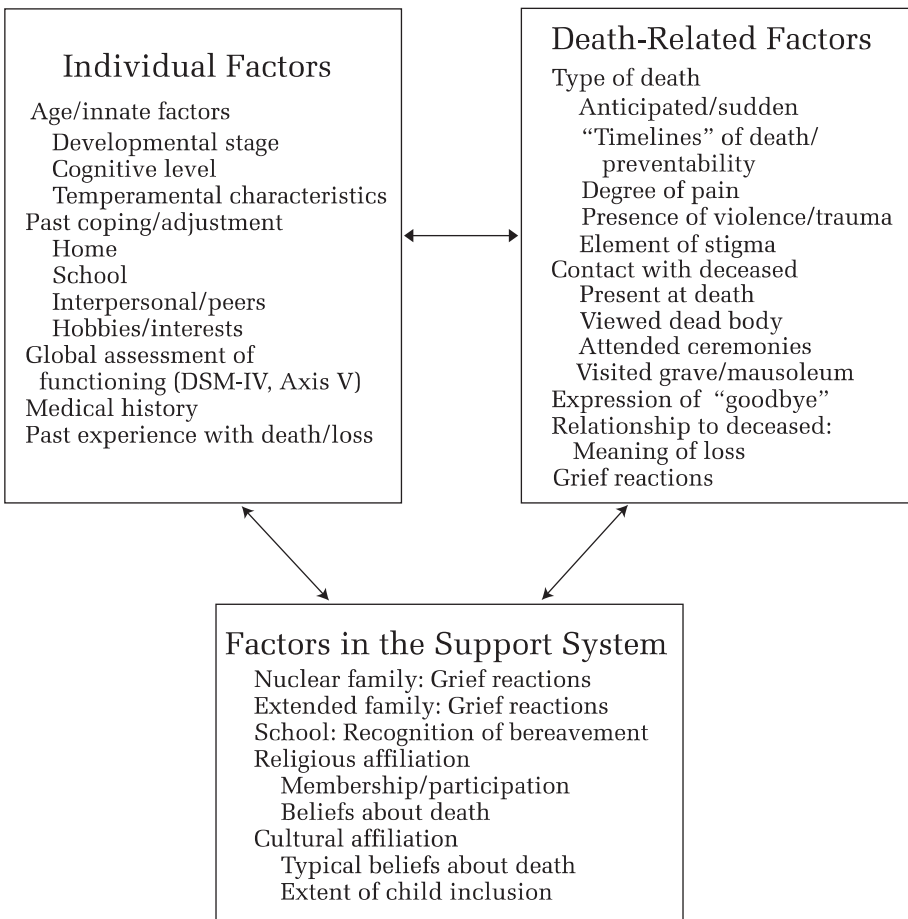 Individual Factors
Age/innate factors
Developmental stage
Cognitive level
Temperamental characteristics
Past coping/adjustment
Home
School
Interpersonal/peers
Hobbies/interests
Global assessment of
functioning (DSM-IV, Axis V)
Medical history
Past experience with death/loss
Death-Related Factors
Type of death
Anticipated/sudden
“Timelines” of death/
preventability
Degree of pain
Presence of violence/trauma
Element of stigma
Contact with deceased
Present at death
Viewed dead body
Attended ceremonies
Visited grave/mausoleum
Expression of “goodbye”
Relationship to deceased:
Meaning of loss
Grief reactions
Factors in the Support System
Nuclear family: Grief reactions
Extended family: Grief reactions
School: Recognition of bereavement
Religious affiliation
Membership/participation
Beliefs about death
Cultural affiliation
Typical beliefs about death
Extent of child inclusion